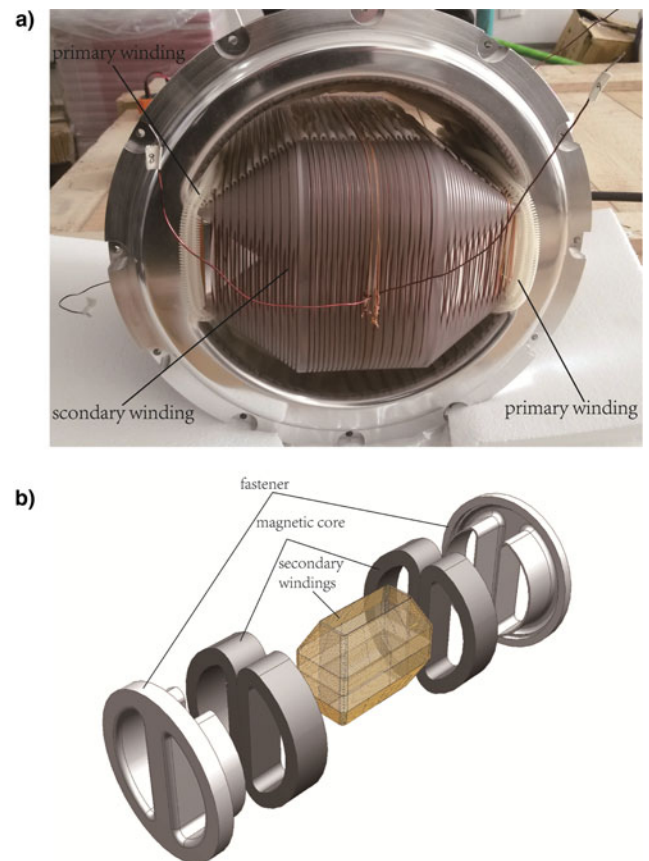 a)
primary winding
scondary winding
primary winding
b)
fastener
magnetic core
secondary
windings